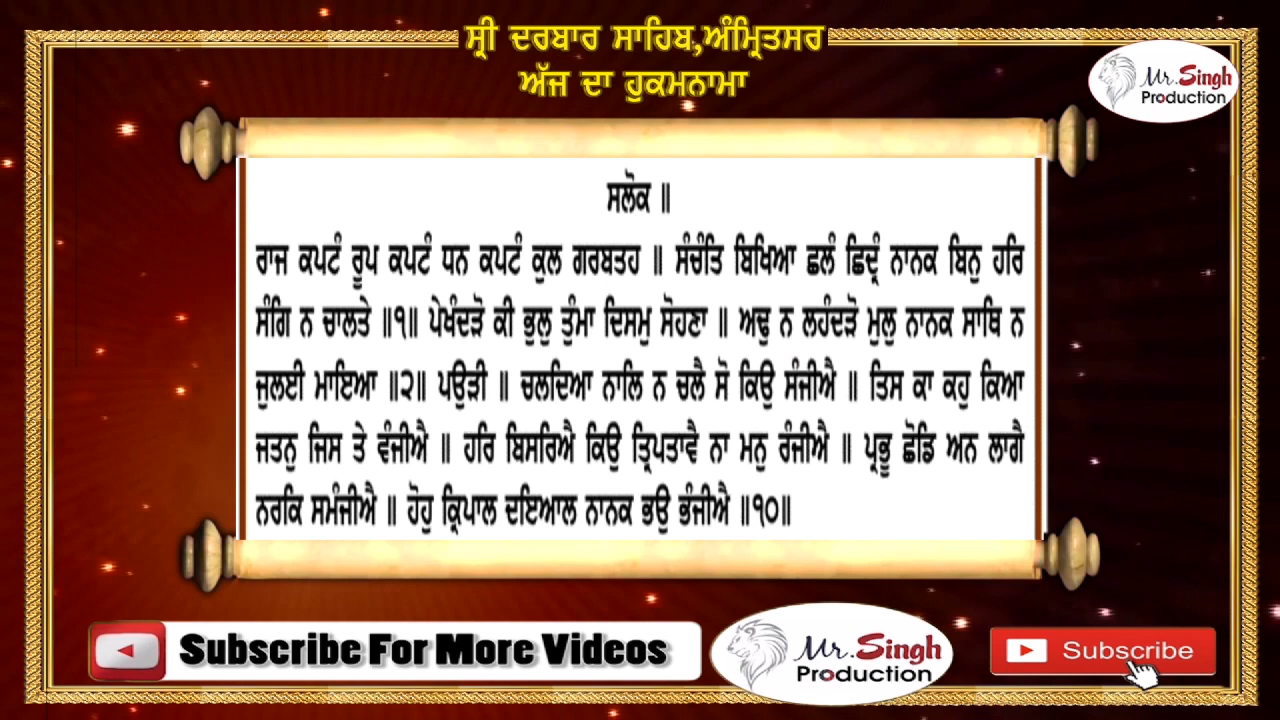 ਸ੍ਰੀ ਦਰਬਾਰ ਸਾਹਿਬ,ਅੰਮ੍ਰਿਤਸਰ
ਅੱਜ ਦਾ ਹੁਕਮਨਾਮਾ
Mr.Singh
Production
ਸਲੋਕ ॥
ਰਾਜ ਕਪਟੰ ਰੂਪ ਕਪਟੰ ਧਨ ਕਪਟੰ ਕੁਲ ਗਰਬਤਹ ॥ ਸੰਚੰਤਿ ਬਿਖਿਆ ਛਲੰ ਛਿਦ੍ਰੰ ਨਾਨਕ ਬਿਨੁ ਹਰਿ
ਸੰਗਿ ਨ ਚਾਲਤੇ ॥੧॥ ਪੇਖੰਦੜੋ ਕੀ ਭੁਲੁ ਤੁੰਮਾ ਦਿਸਮੁ ਸੋਹਣਾ ॥ ਅਢੁ ਨ ਲਹੰਦੜੋ ਮੁਲੁ ਨਾਨਕ ਸਾਥਿ ਨ
ਜੁਲਈ ਮਾਇਆ ॥੨॥ ਪਉੜੀ ॥ ਚਲਦਿਆ ਨਾਲਿ ਨ ਚਲੈ ਸੋ ਕਿਉ ਸੰਜੀਐ ॥ ਤਿਸ ਕਾ ਕਹੁ ਕਿਆ
ਜਤਨੁ ਜਿਸ ਤੇ ਵੰਜੀਐ ॥ ਹਰਿ ਬਿਸਰਿਐ ਕਿਉ ਤ੍ਰਿਪਤਾਵੈ ਨਾ ਮਨੁ ਰੰਜੀਐ ॥ ਪ੍ਰਭੂ ਛੋਡਿ ਅਨ ਲਾਗੈ
ਨਰਕਿ ਸਮੰਜੀਐ ॥ ਹੋਹੁ ਕ੍ਰਿਪਾਲ ਦਇਆਲ ਨਾਨਕ ਭਉ ਭੰਜੀਐ ॥੧੦॥
Subscribe For More Videos
Mr.Singh
Production
Subscribe